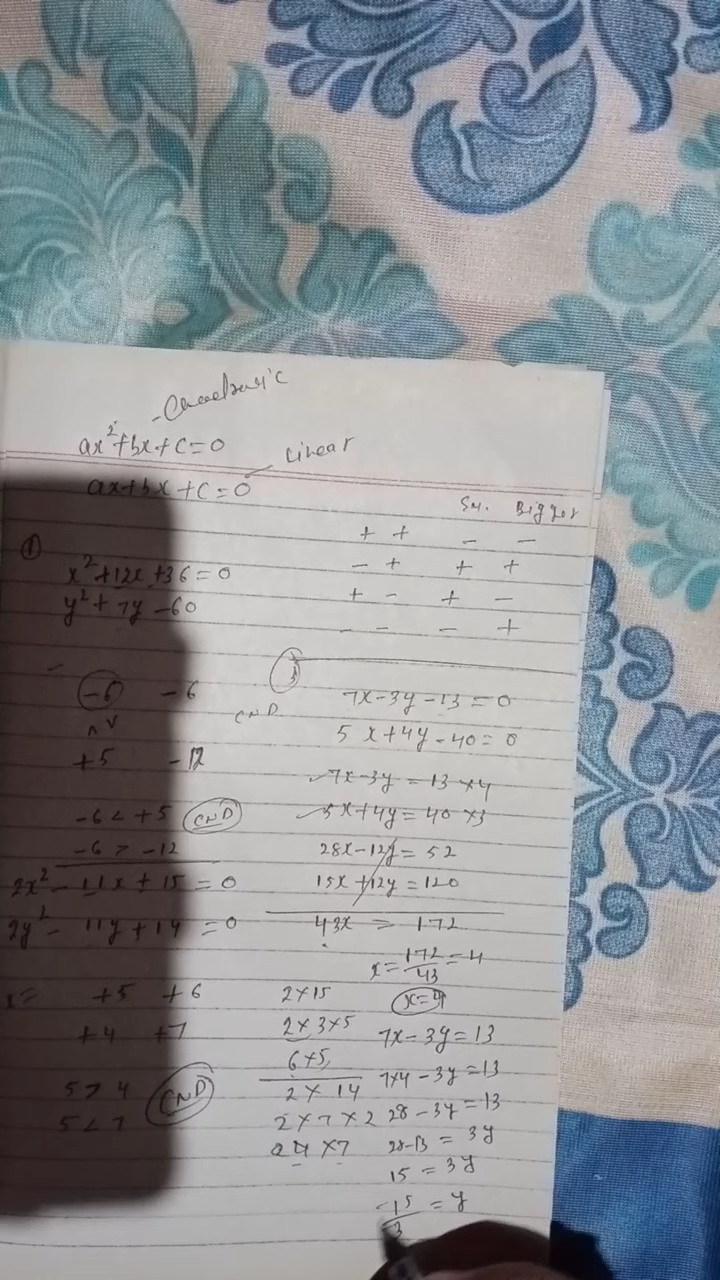 ax²+bx+c=0
Linear
ax+bx+c=0
Sm. Bigger
+ + - -
- + + +
+ - + -
- - - +
①
x²+12x+36=0
y²+7y-60
-6 -6
+5 -12
-6 < +5 CND
-6 > -12
2x²-11x+15=0
2y²-11y+14=0
x= +5 +6
+4 +7
5 > 4
5 < 7
CND
CND
7x-3y-13=0
5x+4y-40=0
7x-3y=13×4
5x+4y=40×3
28x-12y=52
15x+12y=120
43x = 172
x=172/43=4
x=4
7x-3y=13
7×4-3y=13
28-3y=13
28-13=3y
15=3y
15/3=y
2×15
2×3×5
6×5
2×14
2×7×2
4×7